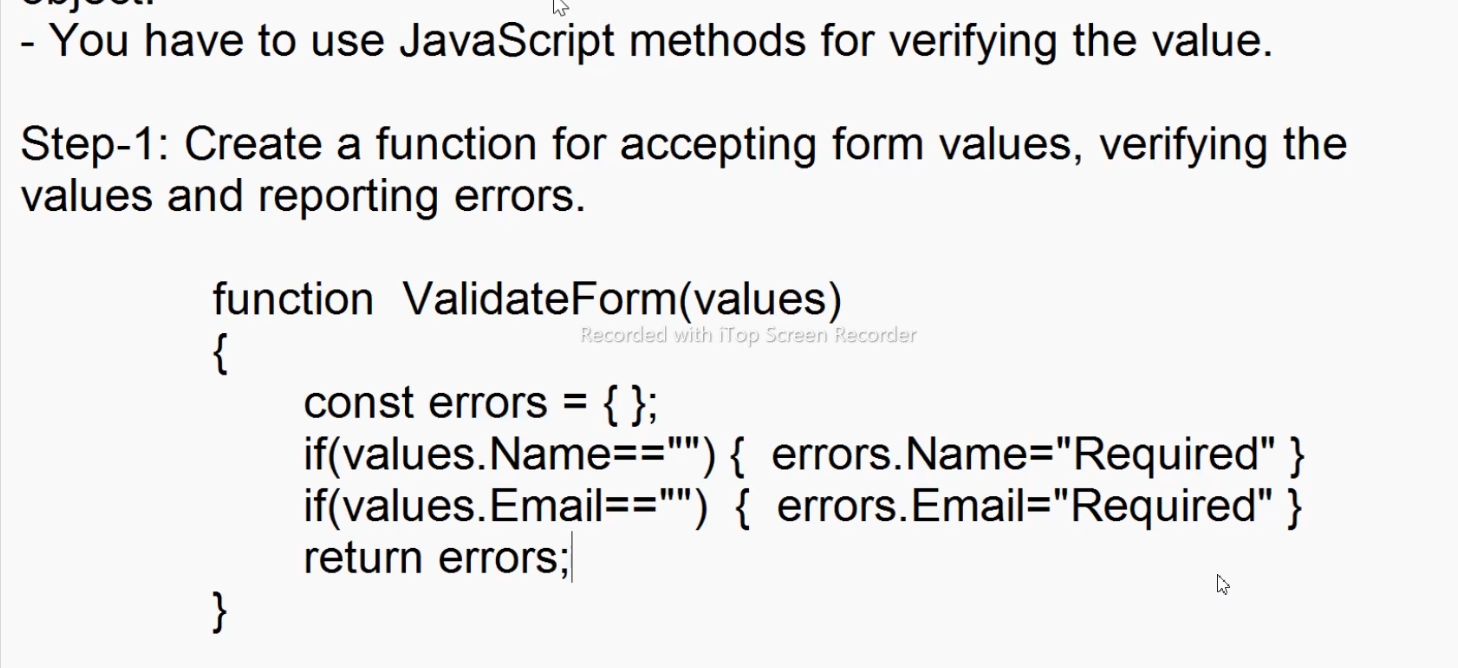 object.
- You have to use JavaScript methods for verifying the value.
Step-1: Create a function for accepting form values, verifying the
values and reporting errors.
function ValidateForm(values)
Recorded with iTop Screen Recorder
{
const errors = { };
if(values.Name=="") { errors.Name="Required" }
if(values.Email=="") { errors.Email="Required" }
return errors;
}